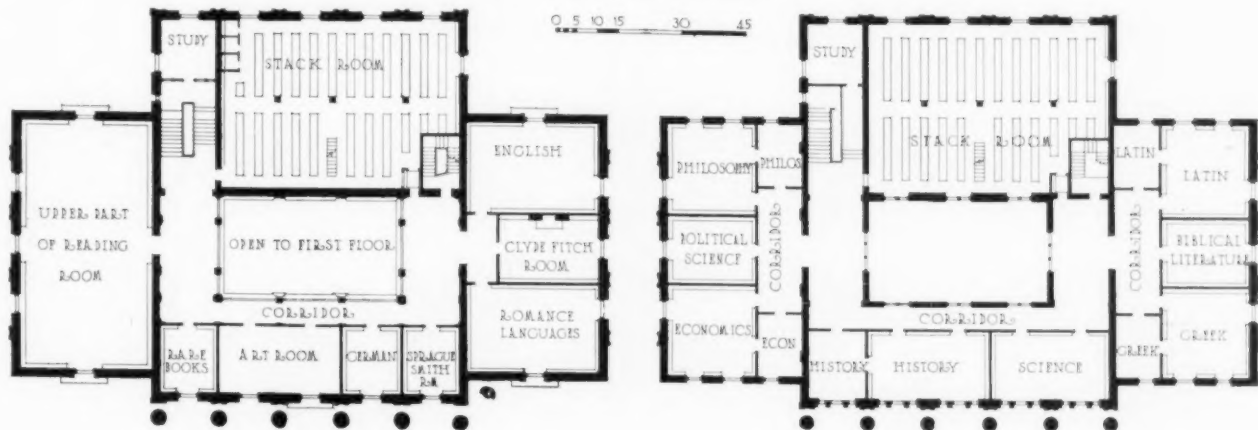 0 5 10 15 30 45
STUDY
STACK ROOM
ENGLISH
UPPER PART
OF READING
ROOM
OPEN TO FIRST FLOOR
CLYDE FITCH
ROOM
CORRIDOR
ROMANCE
LANGUAGES
RARE
BOOKS
ART ROOM
GERMAN
SPRAGUE
SMITH
RM
STUDY
STACK ROOM
PHILOSOPHY
PHILOS
LATIN
LATIN
POLITICAL
SCIENCE
CORRIDOR
CORRIDOR
BIBLICAL
LITERATURE
ECONOMICS
ECON
CORRIDOR
GREEK
GREEK
HISTORY
HISTORY
SCIENCE